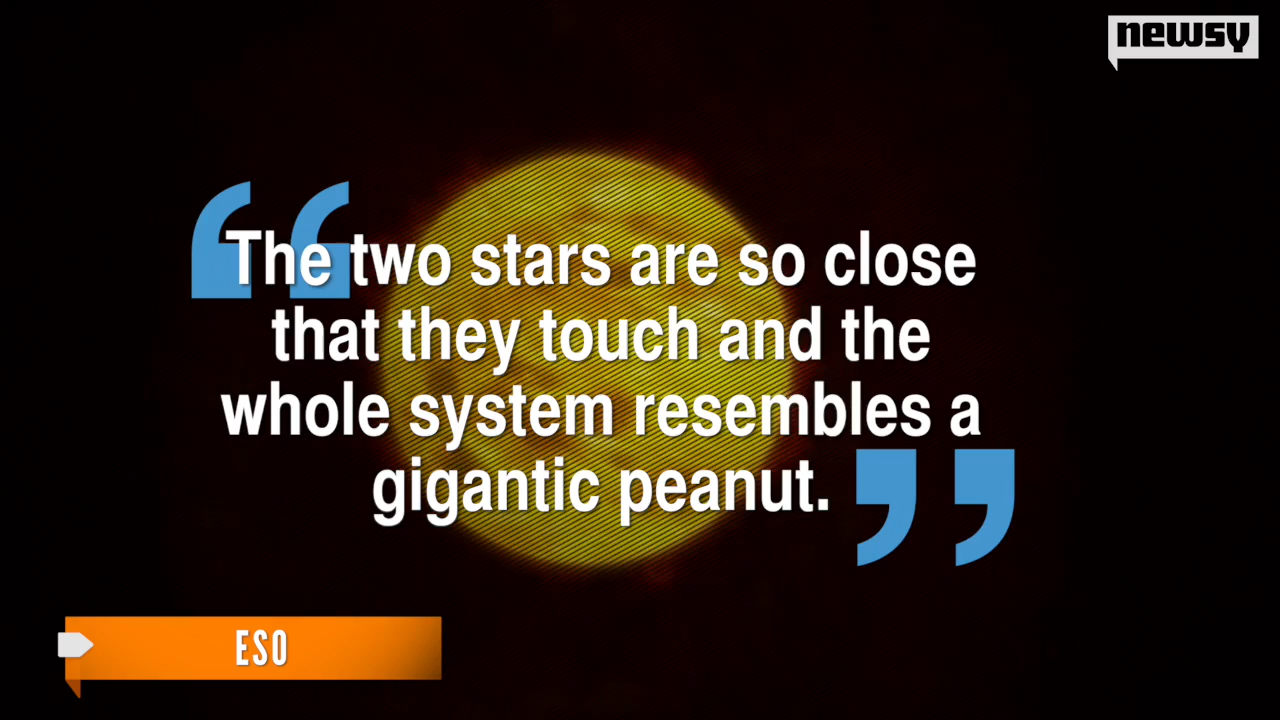 newsy
The two stars are so close
that they touch and the
whole system resembles a
gigantic peanut.
ESO